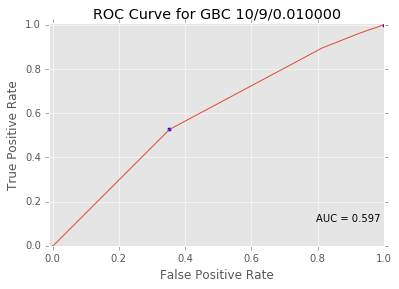 ROC Curve for GBC 10/9/0.010000
1.0
0.8
0.6
0.4
0.2
0.0
True Positive Rate
AUC = 0.597
0.0 0.2 0.4 0.6 0.8 1.0
False Positive Rate